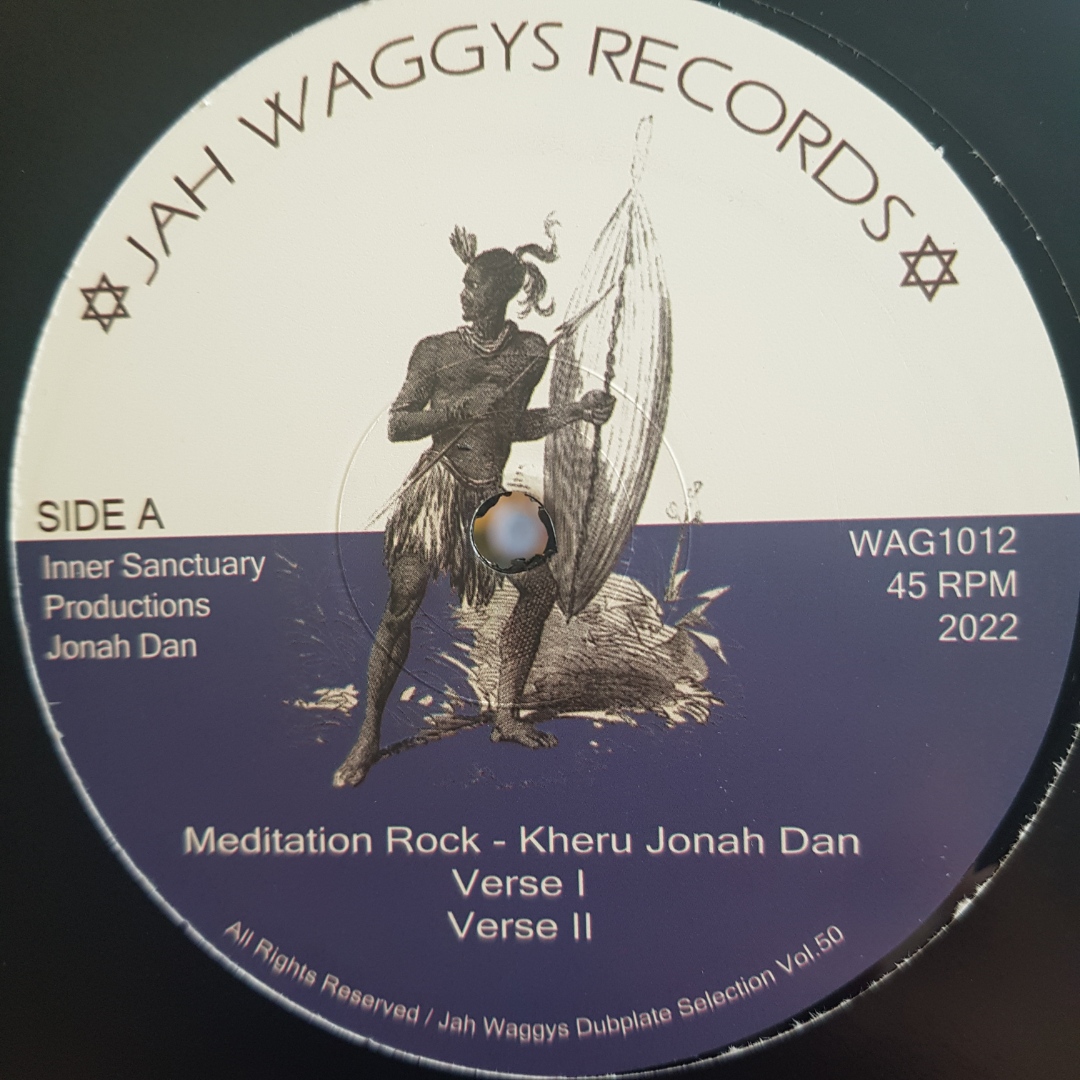 JAH WAGGYS RECORDS
SIDE A
Inner Sanctuary
Productions
Jonah Dan
WAG1012
45 RPM
2022
Meditation Rock - Kheru Jonah Dan
Verse I
Verse II
All Rights Reserved / Jah Waggys Dubplate Selection Vol.50